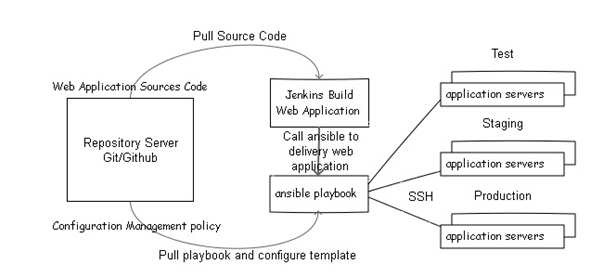 Pull Source Code
Web Application Sources Code
Repository Server
Git/Github
Configuration Management policy
Pull playbook and configure template
Jenkins Build
Web Application
Call ansible to
delivery web
application
ansible playbook
SSH
Test
application servers
Staging
application servers
Production
application servers